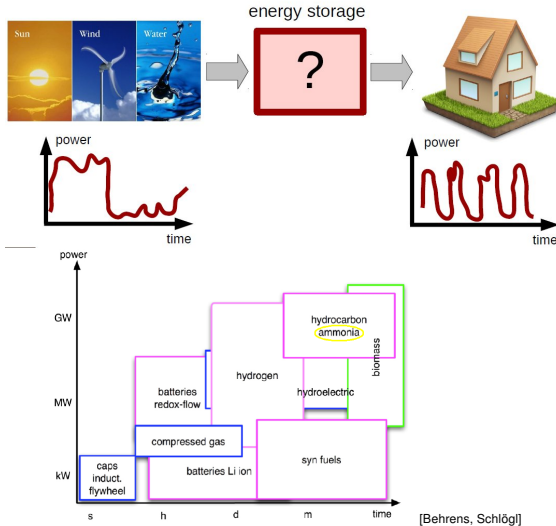 energy storage
Sun
Wind
Water
?
power
time
power
time
power
GW
MW
kW
hydrocarbon
ammonia
biomass
hydrogen
hydroelectric
batteries
redox-flow
compressed gas
caps
induct.
flywheel
batteries Li ion
syn fuels
s h d m time
[Behrens, Schlögl]